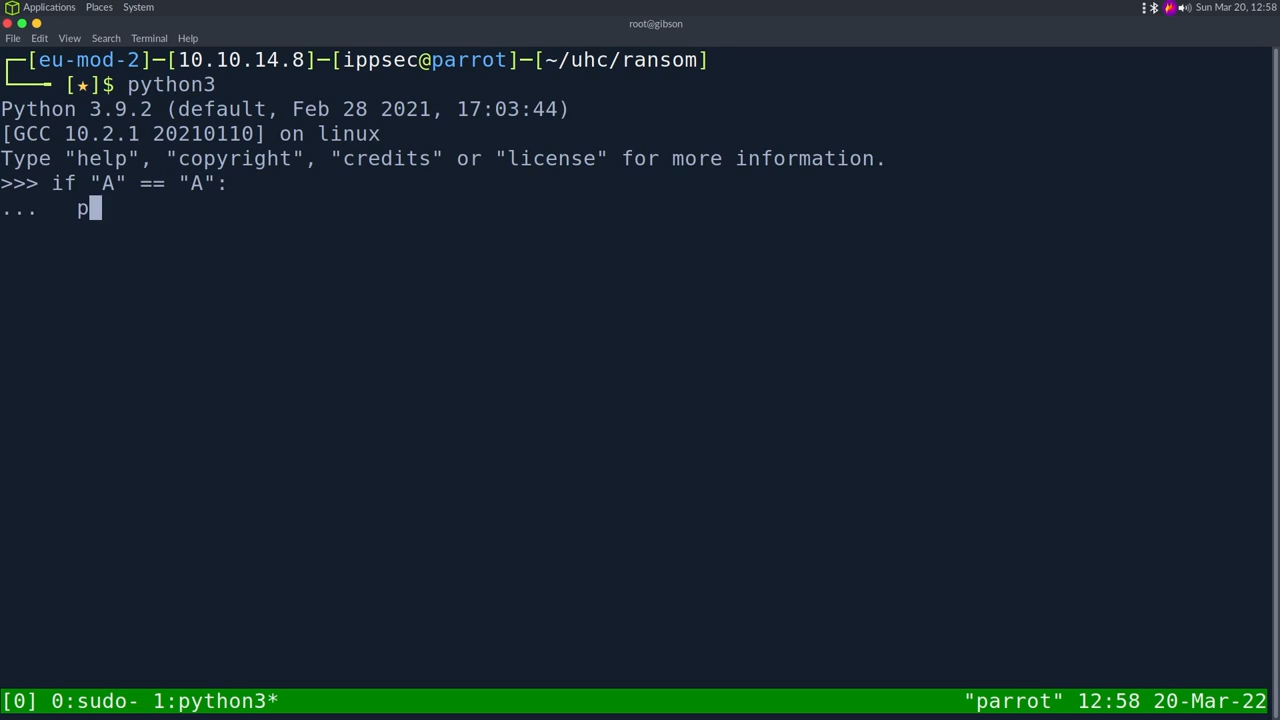 Applications Places System Sun Mar 20, 12:58
root@gibson
File Edit View Search Terminal Help
┌─[eu-mod-2]─[10.10.14.8]─[ippsec@parrot]─[~/uhc/ransom]
└──╼ [★]$ python3
Python 3.9.2 (default, Feb 28 2021, 17:03:44)
[GCC 10.2.1 20210110] on linux
Type "help", "copyright", "credits" or "license" for more information.
>>> if "A" == "A":
...   p
[0] 0:sudo- 1:python3* "parrot" 12:58 20-Mar-22